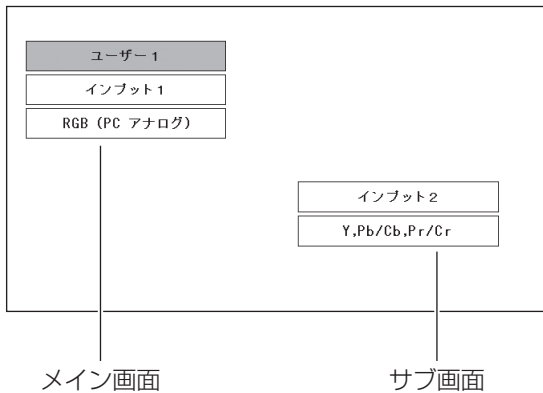 ユーザー1
インプット1
RGB (PC アナログ)
インプット2
Y,Pb/Cb,Pr/Cr
メイン画面
サブ画面